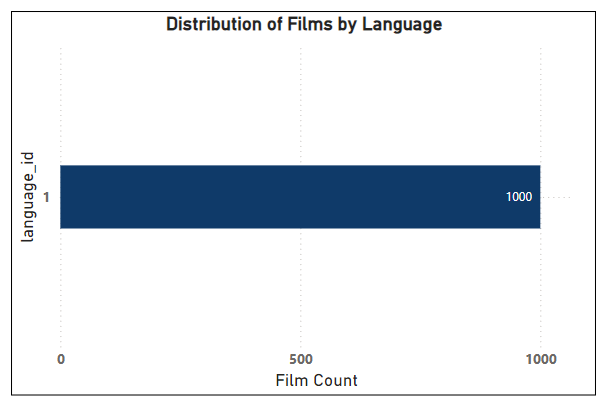 Distribution of Films by Language
language_id
1
1000
0 500 1000
Film Count